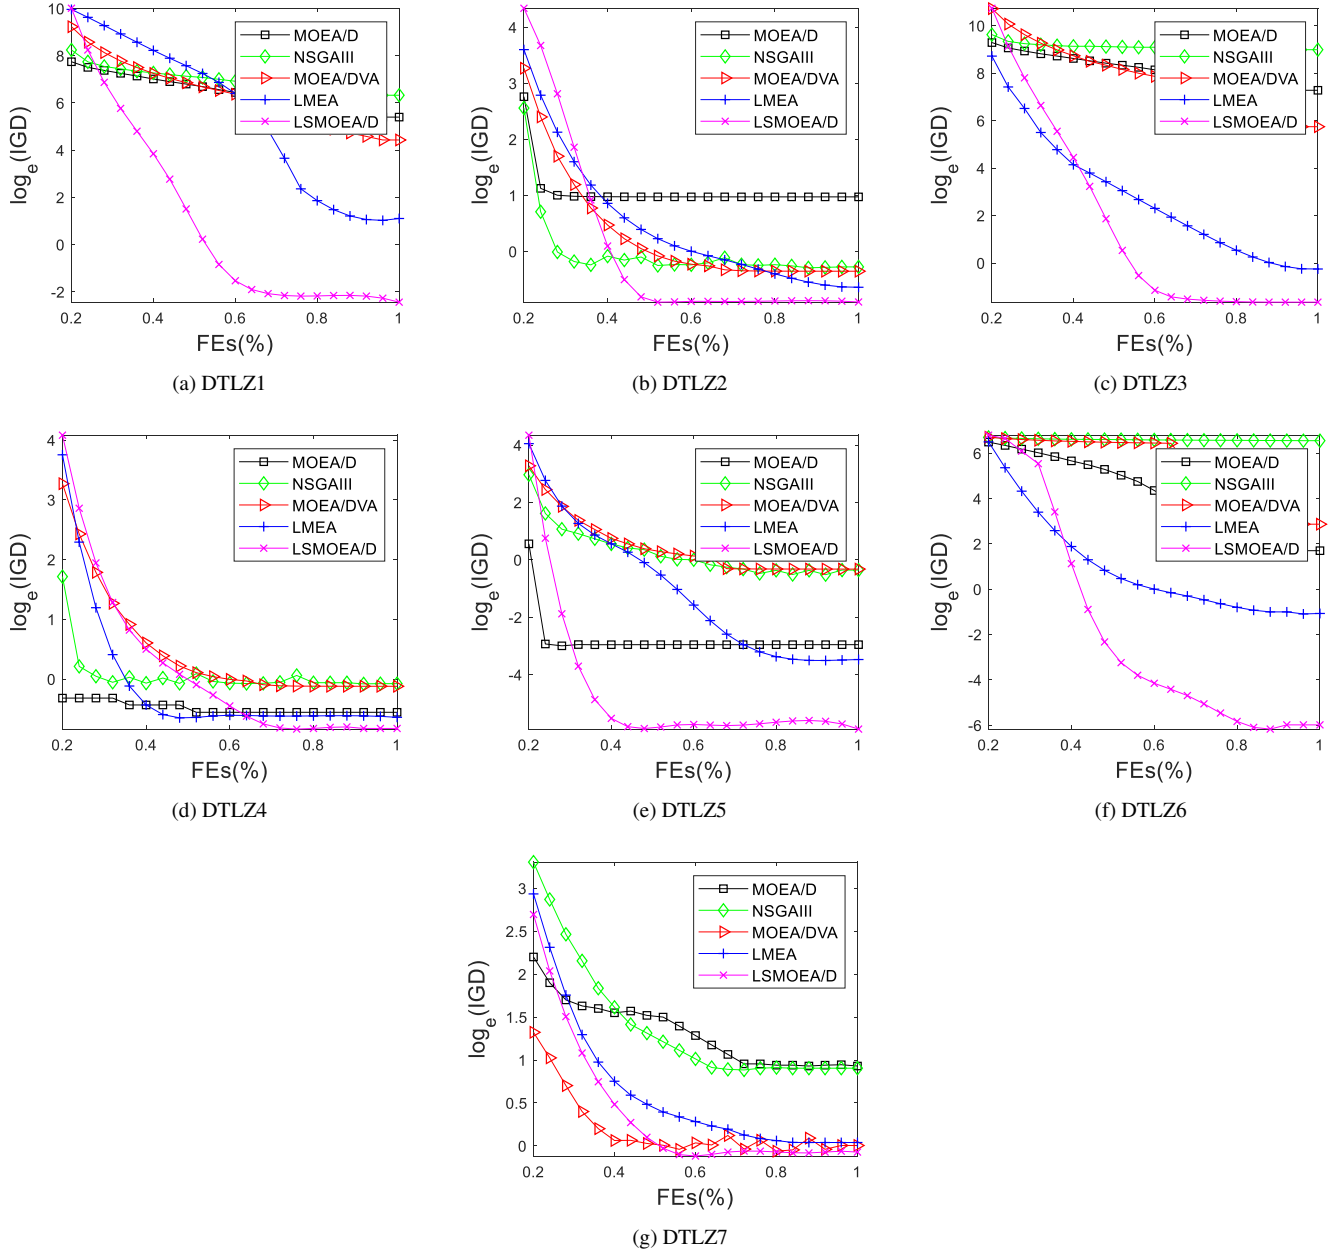 10
8
6
4
2
0
-2
0.2 0.4 0.6 0.8 1
log_e(IGD)
FEs(%)
MOEA/D
NSGAIII
MOEA/DVA
LMEA
LSMOEA/D
(a) DTLZ1
4
3
2
1
0
0.2 0.4 0.6 0.8 1
log_e(IGD)
FEs(%)
MOEA/D
NSGAIII
MOEA/DVA
LMEA
LSMOEA/D
(b) DTLZ2
10
8
6
4
2
0
0.2 0.4 0.6 0.8 1
log_e(IGD)
FEs(%)
MOEA/D
NSGAIII
MOEA/DVA
LMEA
LSMOEA/D
(c) DTLZ3
4
3
2
1
0
0.2 0.4 0.6 0.8 1
log_e(IGD)
FEs(%)
MOEA/D
NSGAIII
MOEA/DVA
LMEA
LSMOEA/D
(d) DTLZ4
4
2
0
-2
-4
0.2 0.4 0.6 0.8 1
log_e(IGD)
FEs(%)
MOEA/D
NSGAIII
MOEA/DVA
LMEA
LSMOEA/D
(e) DTLZ5
6
4
2
0
-2
-4
-6
0.2 0.4 0.6 0.8 1
log_e(IGD)
FEs(%)
MOEA/D
NSGAIII
MOEA/DVA
LMEA
LSMOEA/D
(f) DTLZ6
3
2.5
2
1.5
1
0.5
0
0.2 0.4 0.6 0.8 1
log_e(IGD)
FEs(%)
MOEA/D
NSGAIII
MOEA/DVA
LMEA
LSMOEA/D
(g) DTLZ7